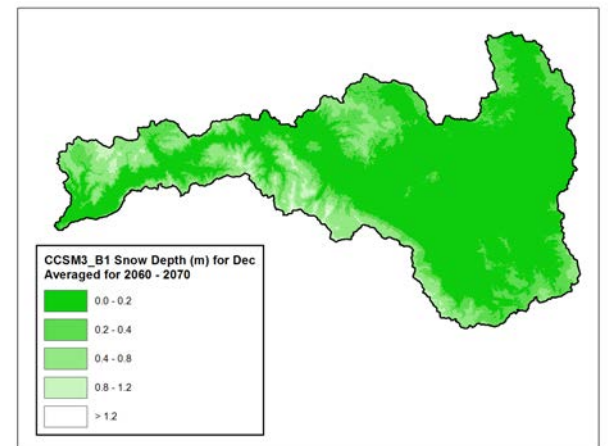 CCSM3_B1 Snow Depth (m) for Dec
Averaged for 2060 - 2070
0.0 - 0.2
0.2 - 0.4
0.4 - 0.8
0.8 - 1.2
> 1.2